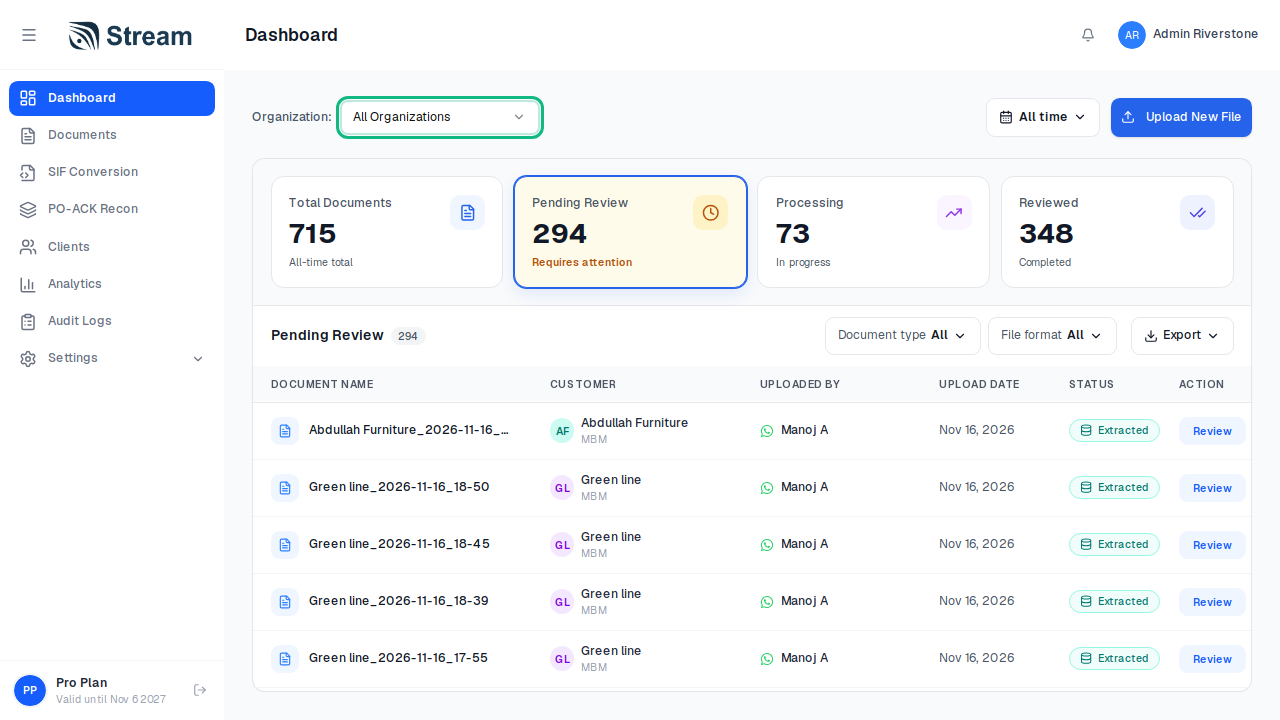 Stream
Dashboard
AR Admin Riverstone
Dashboard
Documents
SIF Conversion
PO-ACK Recon
Clients
Analytics
Audit Logs
Settings
PP Pro Plan
Valid until Nov 6 2027
Organization: All Organizations
All time
Upload New File
Total Documents
715
All-time total
Pending Review
294
Requires attention
Processing
73
In progress
Reviewed
348
Completed
Pending Review 294
Document type All
File format All
Export
DOCUMENT NAME CUSTOMER UPLOADED BY UPLOAD DATE STATUS ACTION
Abdullah Furniture_2026-11-16_... AF Abdullah Furniture Manoj A Nov 16, 2026 Extracted Review
MBM
Green line_2026-11-16_18-50 GL Green line Manoj A Nov 16, 2026 Extracted Review
MBM
Green line_2026-11-16_18-45 GL Green line Manoj A Nov 16, 2026 Extracted Review
MBM
Green line_2026-11-16_18-39 GL Green line Manoj A Nov 16, 2026 Extracted Review
MBM
Green line_2026-11-16_17-55 GL Green line Manoj A Nov 16, 2026 Extracted Review
MBM